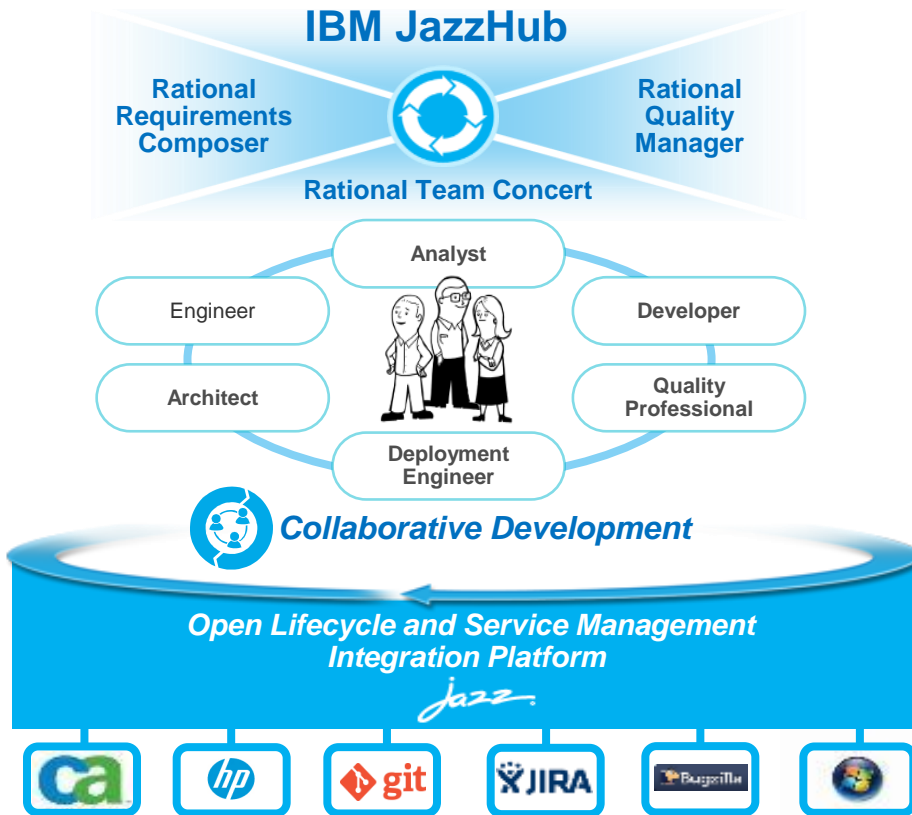 IBM JazzHub
Rational
Requirements
Composer
Rational
Quality
Manager
Rational Team Concert
Analyst
Engineer
Developer
Architect
Quality
Professional
Deployment
Engineer
Collaborative Development
Open Lifecycle and Service Management
Integration Platform
jazz
ca
hp
git
JIRA
Bugzilla